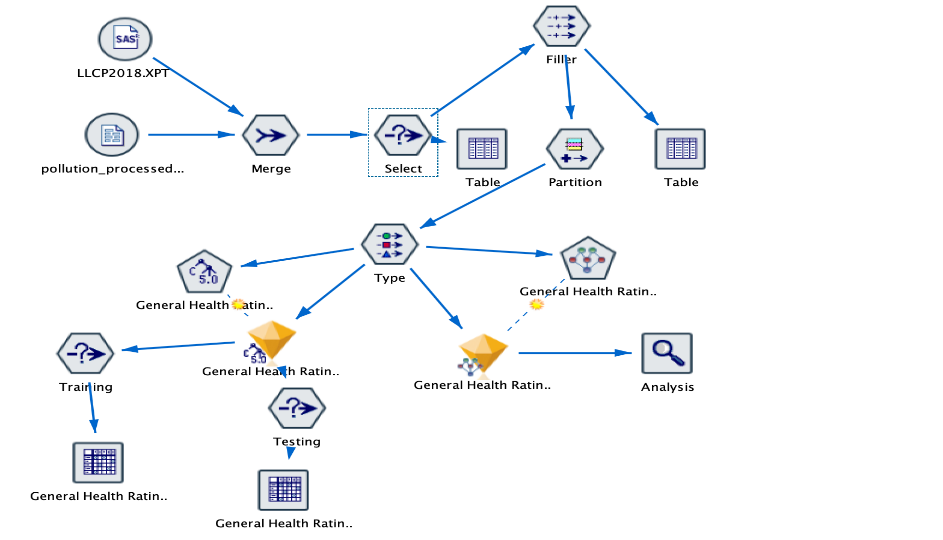 Filler
SAS
LLCP2018.XPT
pollution_processed...
Merge
Select
Table
Partition
Table
Type
C 5.0
General Health Ratin..
General Health Ratin..
C 5.0
General Health Ratin..
General Health Ratin..
Training
Analysis
Testing
General Health Ratin..
General Health Ratin..